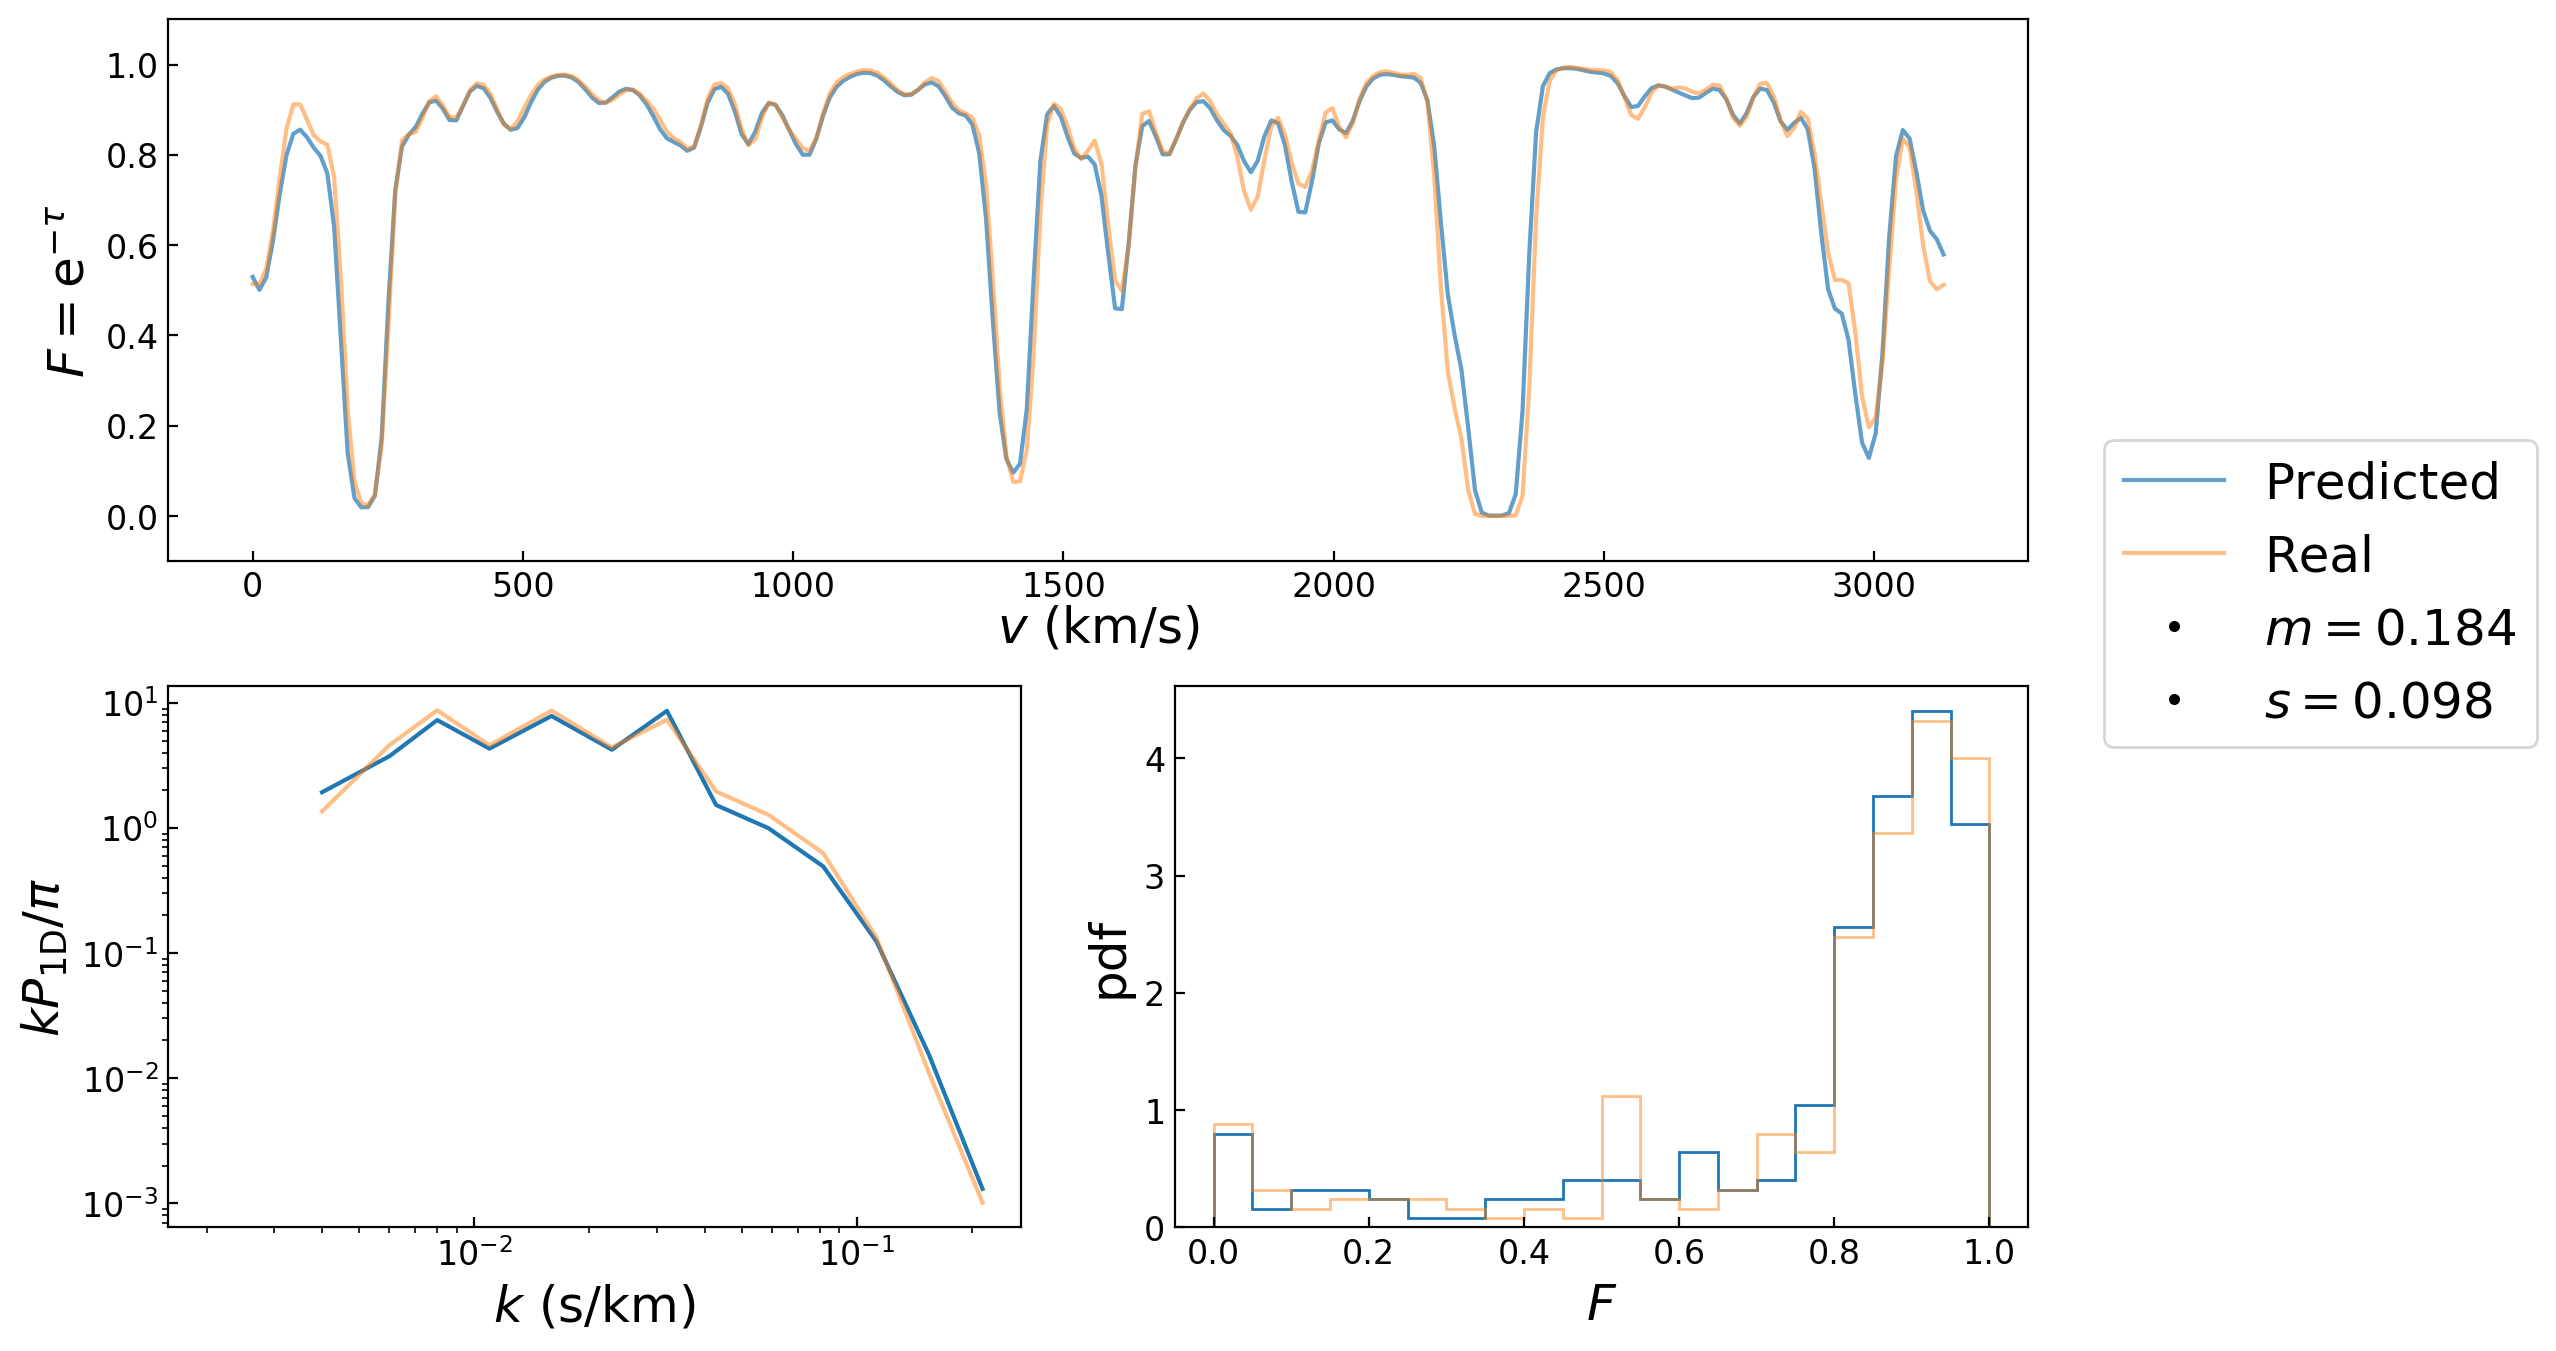 F = e^{-τ}
1.0
0.8
0.6
0.4
0.2
0.0
0 500 1000 1500 2000 2500 3000
v (km/s)
Predicted
Real
m = 0.184
s = 0.098
kP_{1D}/π
10^1
10^0
10^{-1}
10^{-2}
10^{-3}
10^{-2} 10^{-1}
k (s/km)
pdf
4
3
2
1
0
0.0 0.2 0.4 0.6 0.8 1.0
F